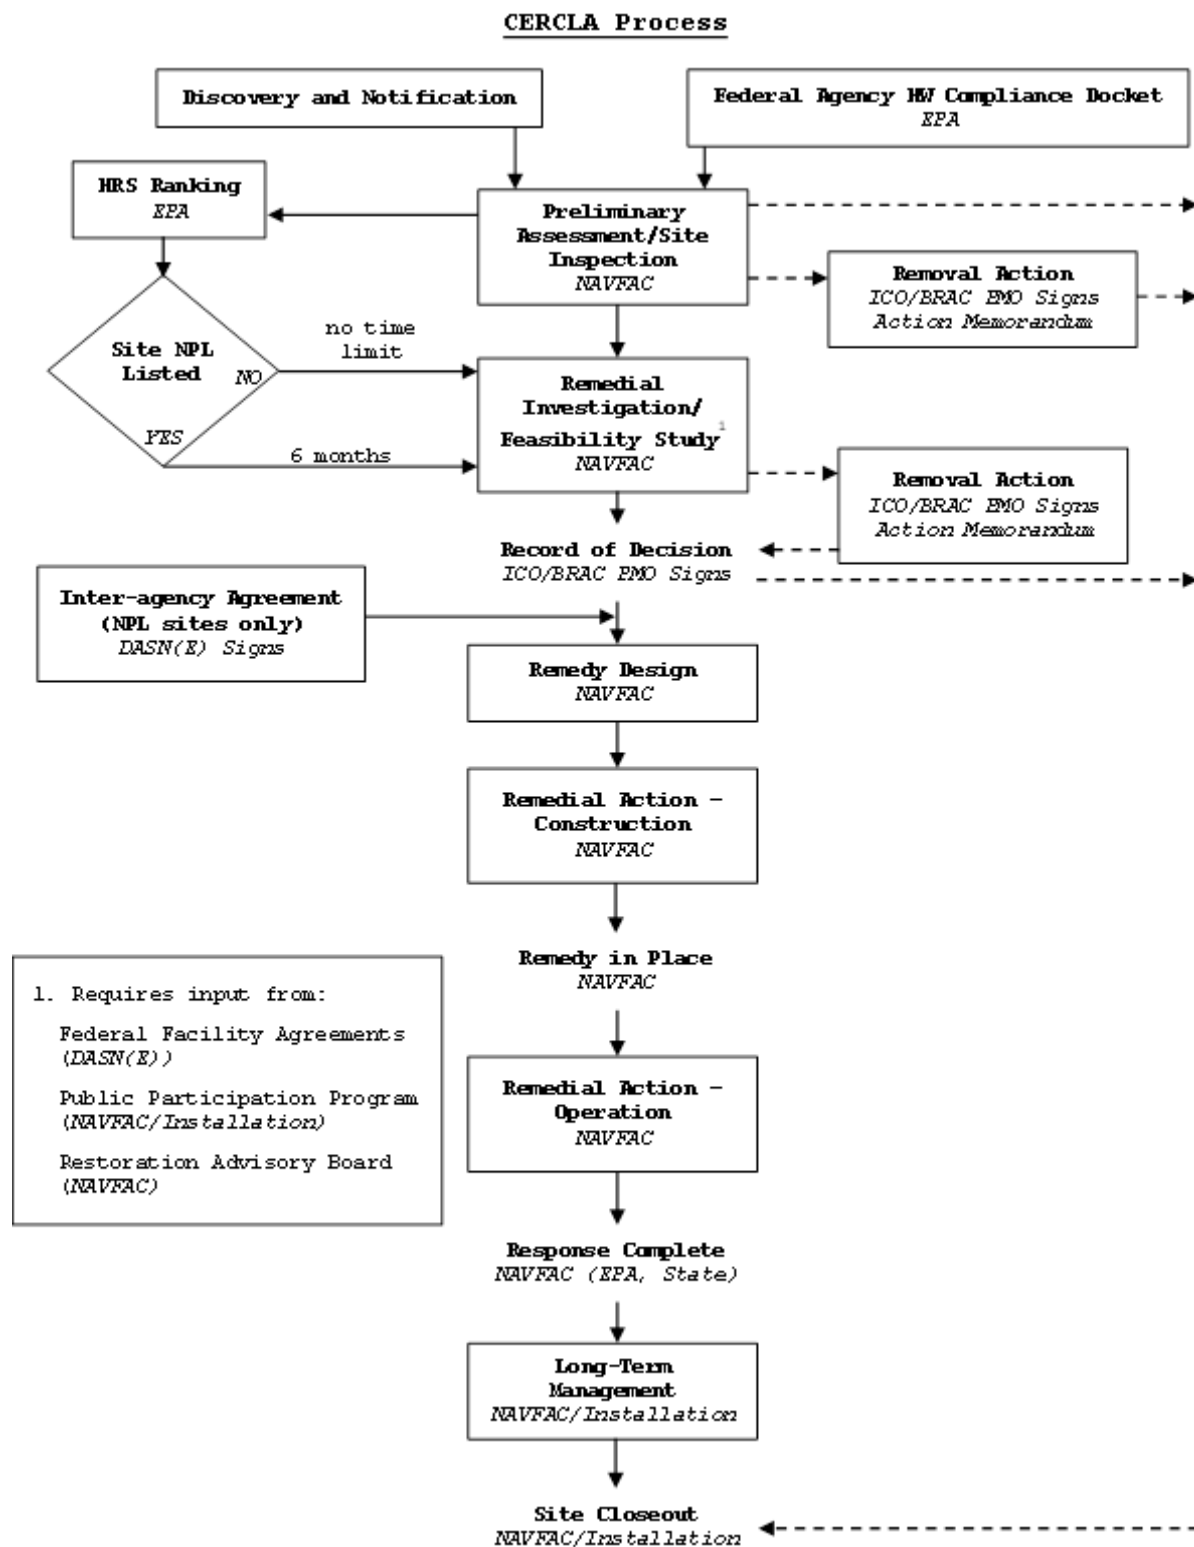 CERCLA Process
Discovery and Notification
Federal Agency HW Compliance Docket
EPA
HRS Ranking
EPA
Preliminary
Assessment/Site
Inspection
NAVFAC
Removal Action
ICO/BRAC PMO Signs
Action Memorandum
Site NPL
Listed
NO
YES
no time
limit
6 months
Remedial
Investigation/
Feasibility Study1
NAVFAC
Removal Action
ICO/BRAC PMO Signs
Action Memorandum
Record of Decision
ICO/BRAC PMO Signs
Inter-agency Agreement
(NPL sites only)
DASN(E) Signs
Remedy Design
NAVFAC
Remedial Action –
Construction
NAVFAC
Remedy in Place
NAVFAC
1. Requires input from:
Federal Facility Agreements
(DASN(E))
Public Participation Program
(NAVFAC/Installation)
Restoration Advisory Board
(NAVFAC)
Remedial Action –
Operation
NAVFAC
Response Complete
NAVFAC (EPA, State)
Long-Term
Management
NAVFAC/Installation
Site Closeout
NAVFAC/Installation